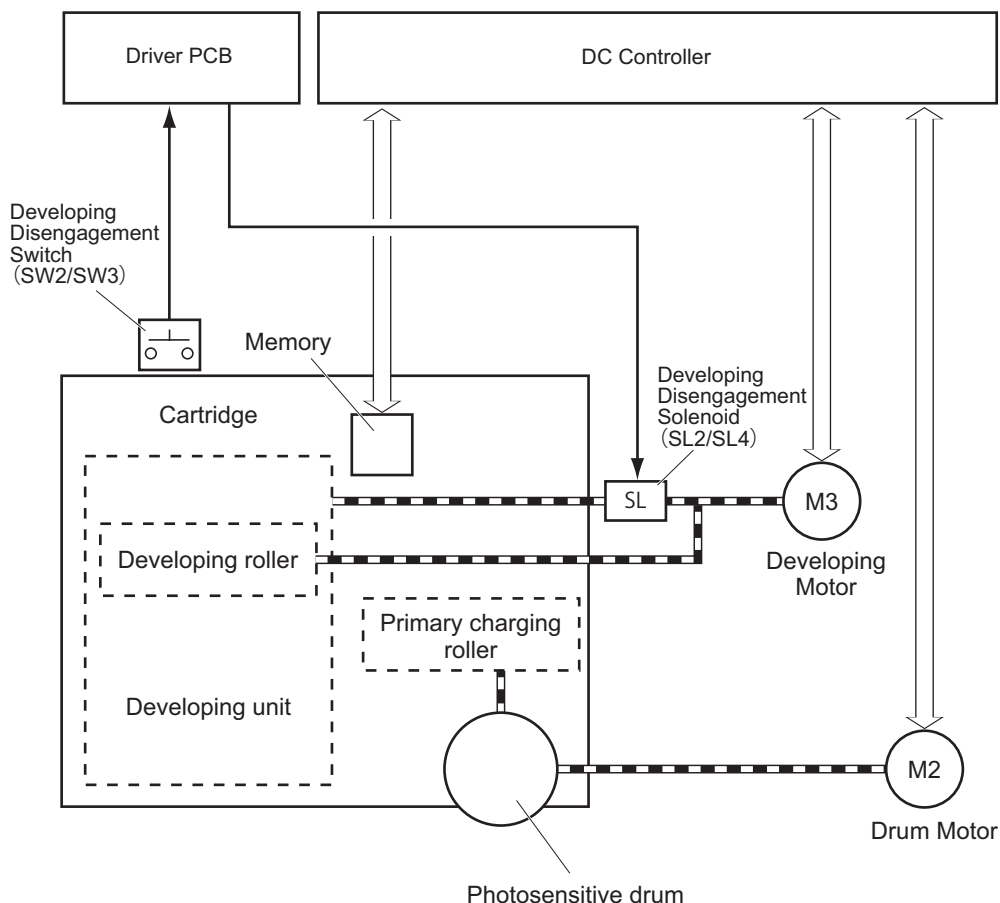 Driver PCB
DC Controller
Developing
Disengagement
Switch
（SW2/SW3）
Memory
Cartridge
Developing
Disengagement
Solenoid
（SL2/SL4）
SL
M3
Developing
Motor
Developing roller
Primary charging
roller
Developing unit
M2
Drum Motor
Photosensitive drum